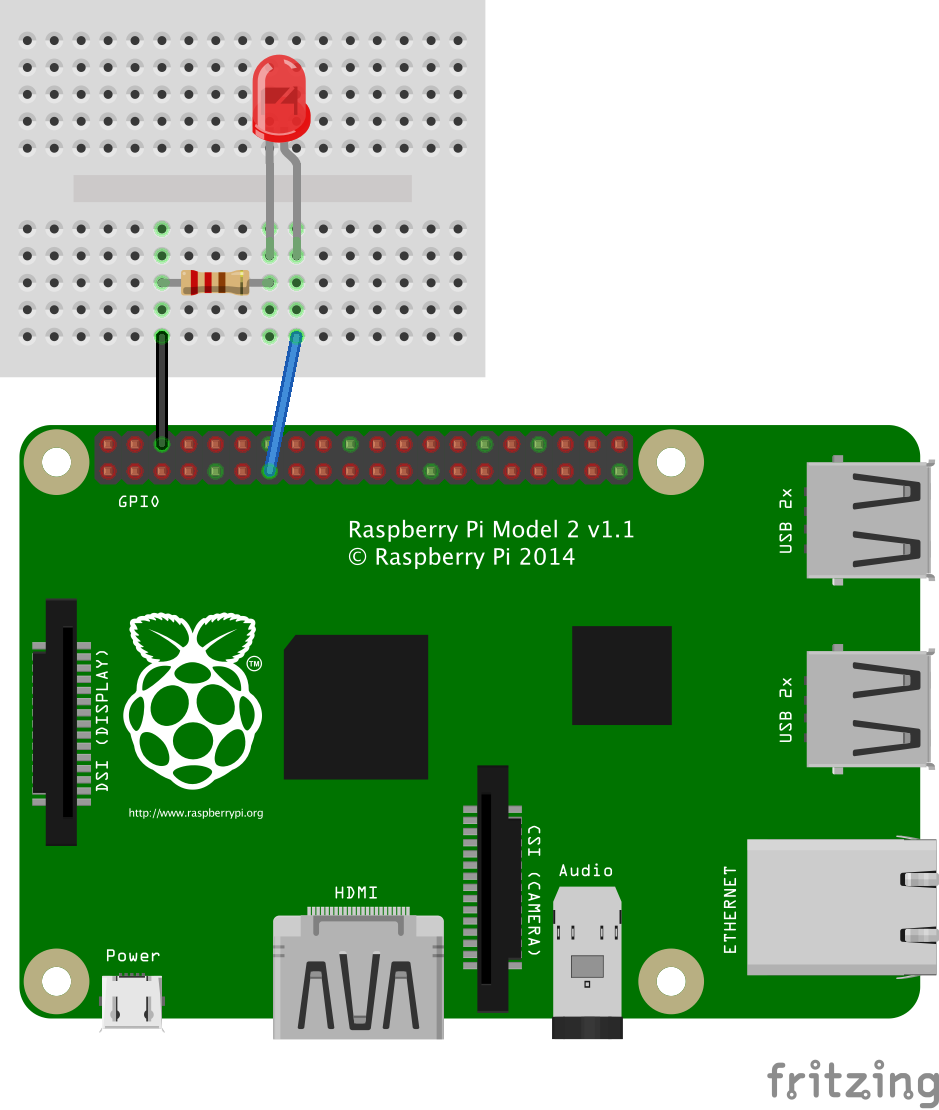 GPIO
Raspberry Pi Model 2 v1.1
© Raspberry Pi 2014
USB 2x
DSI (DISPLAY)
TM
USB 2x
http://www.raspberrypi.org
CSI (CAMERA)
Audio
ETHERNET
HDMI
Power
fritzing